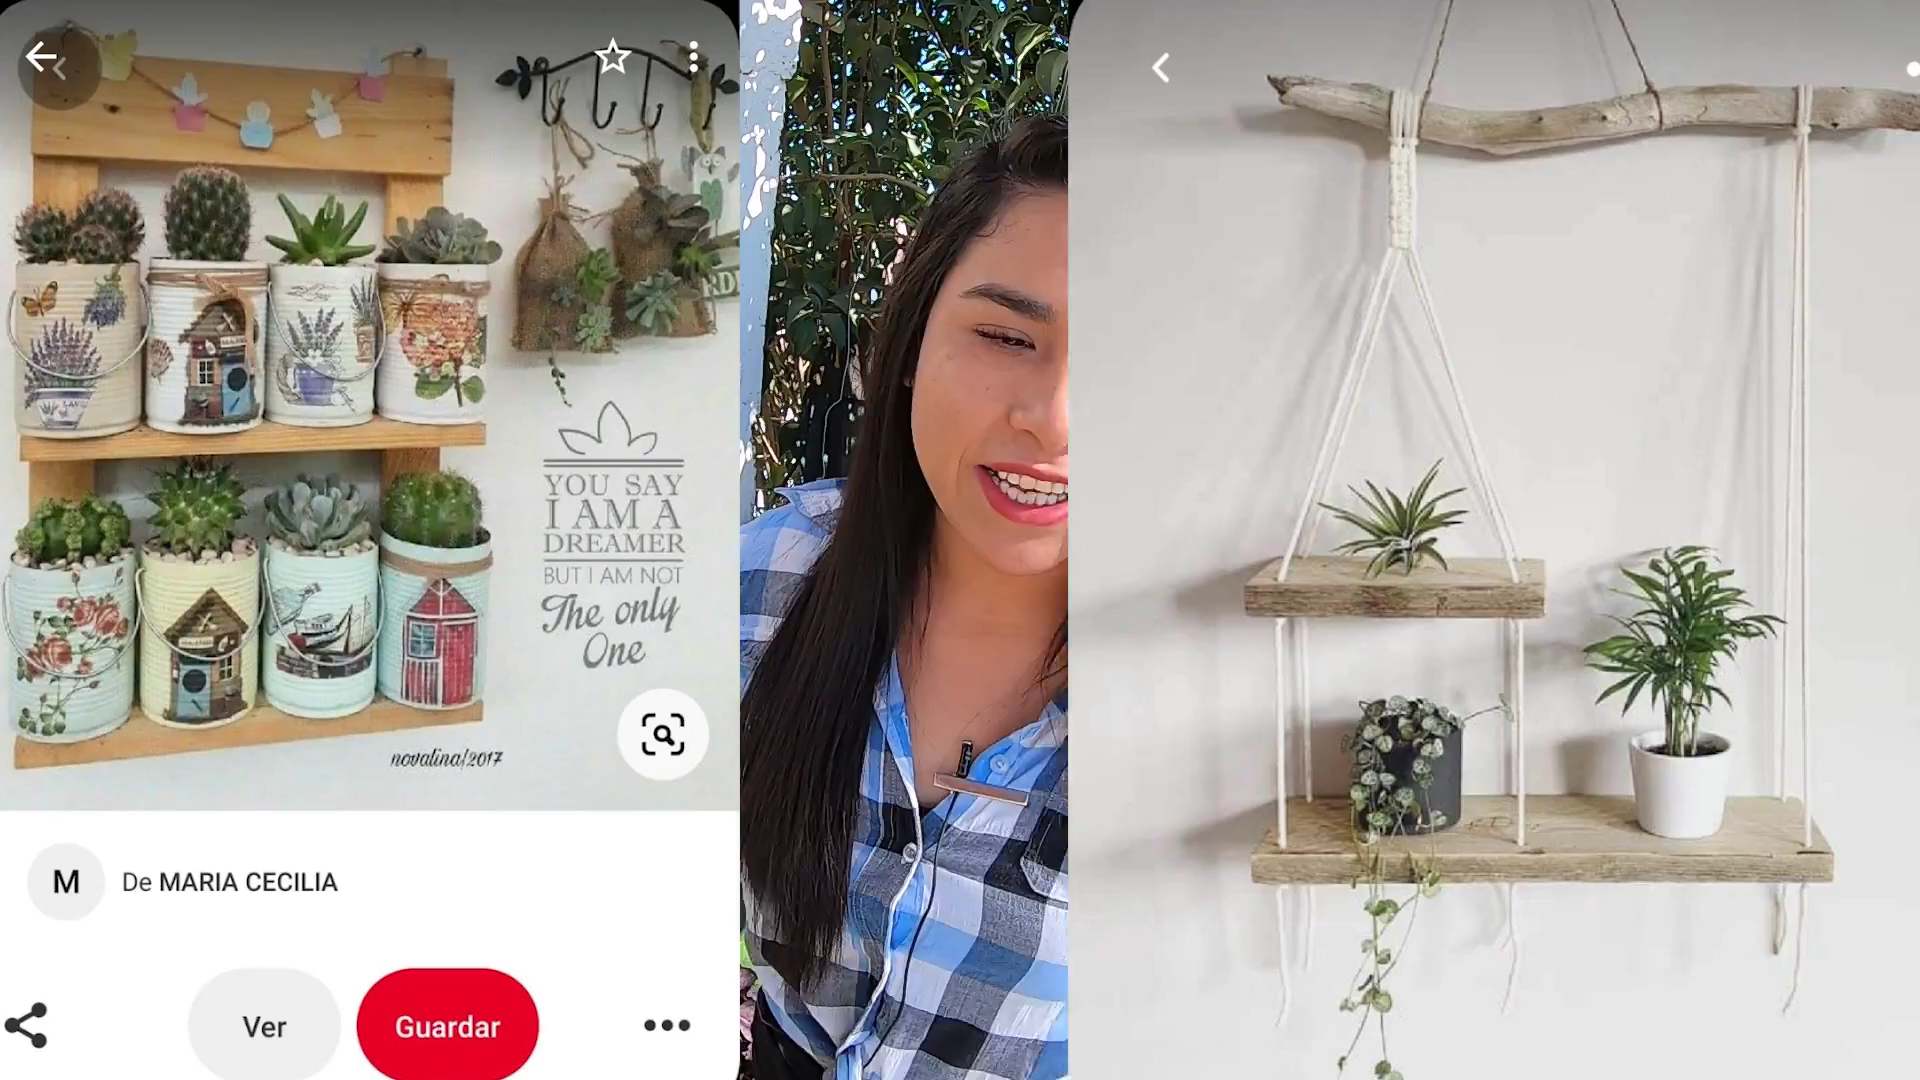 YOU SAY
I AM A
DREAMER
BUT I AM NOT
The only
One
novalina/2017
M
De MARIA CECILIA
Ver
Guardar